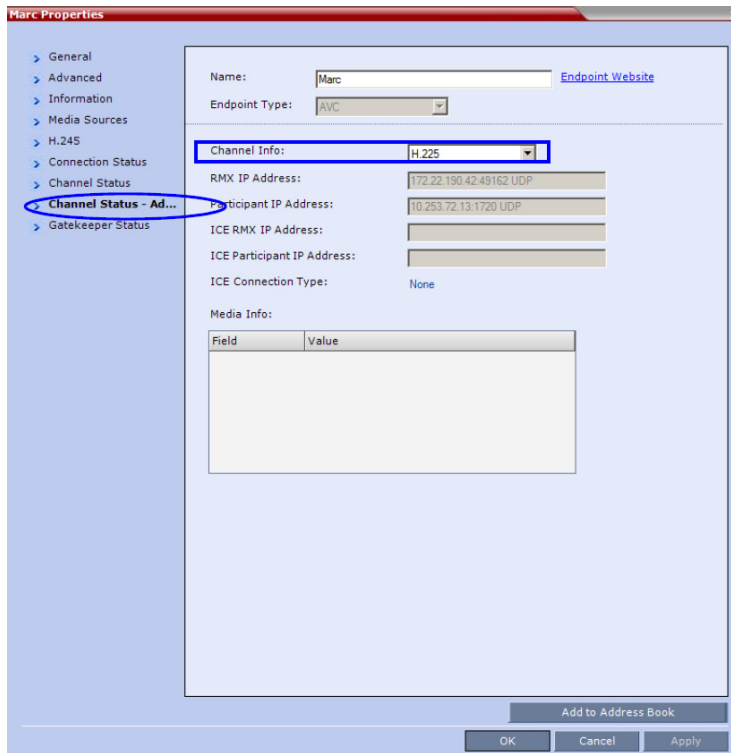 Marc Properties
General
Advanced
Information
Media Sources
H.245
Connection Status
Channel Status
Channel Status - Ad...
Gatekeeper Status
Name: Marc Endpoint Website
Endpoint Type: AVC
Channel Info: H.225
RMX IP Address: 172.22.190.42:49162 UDP
Participant IP Address: 10.253.72.13:1720 UDP
ICE RMX IP Address:
ICE Participant IP Address:
ICE Connection Type: None
Media Info:
Field Value
Add to Address Book
OK Cancel Apply